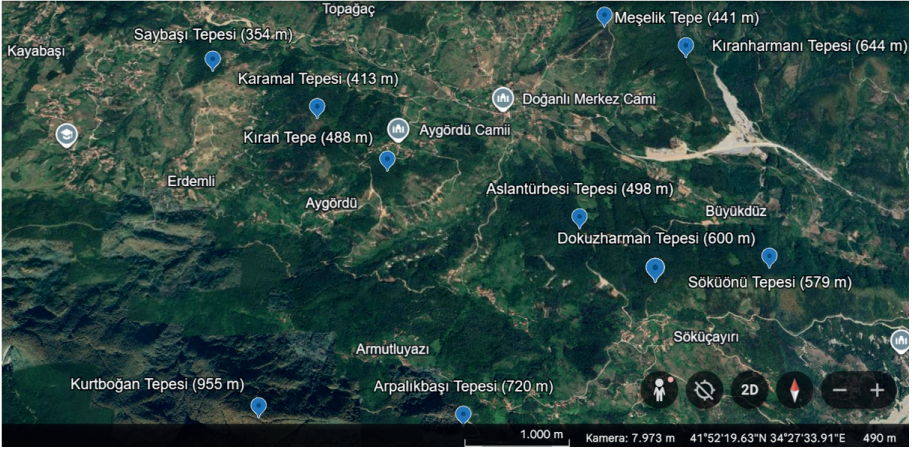 Topağaç
Meşelik Tepe (441 m)
Saybaşı Tepesi (354 m)
Kıranharmanı Tepesi (644 m)
Kayabaşı
Karamal Tepesi (413 m)
Doğanlı Merkez Cami
Aygördü Camii
Kıran Tepe (488 m)
Erdemli
Aslantürbesi Tepesi (498 m)
Aygördü
Büyükdüz
Dokuzharman Tepesi (600 m)
Söküönü Tepesi (579 m)
Söküçayırı
Armutluyazı
Kurtboğan Tepesi (955 m)
Arpalıkbaşı Tepesi (720 m)
2D
1.000 m
Kamera: 7.973 m 41°52'19.63"N 34°27'33.91"E 490 m